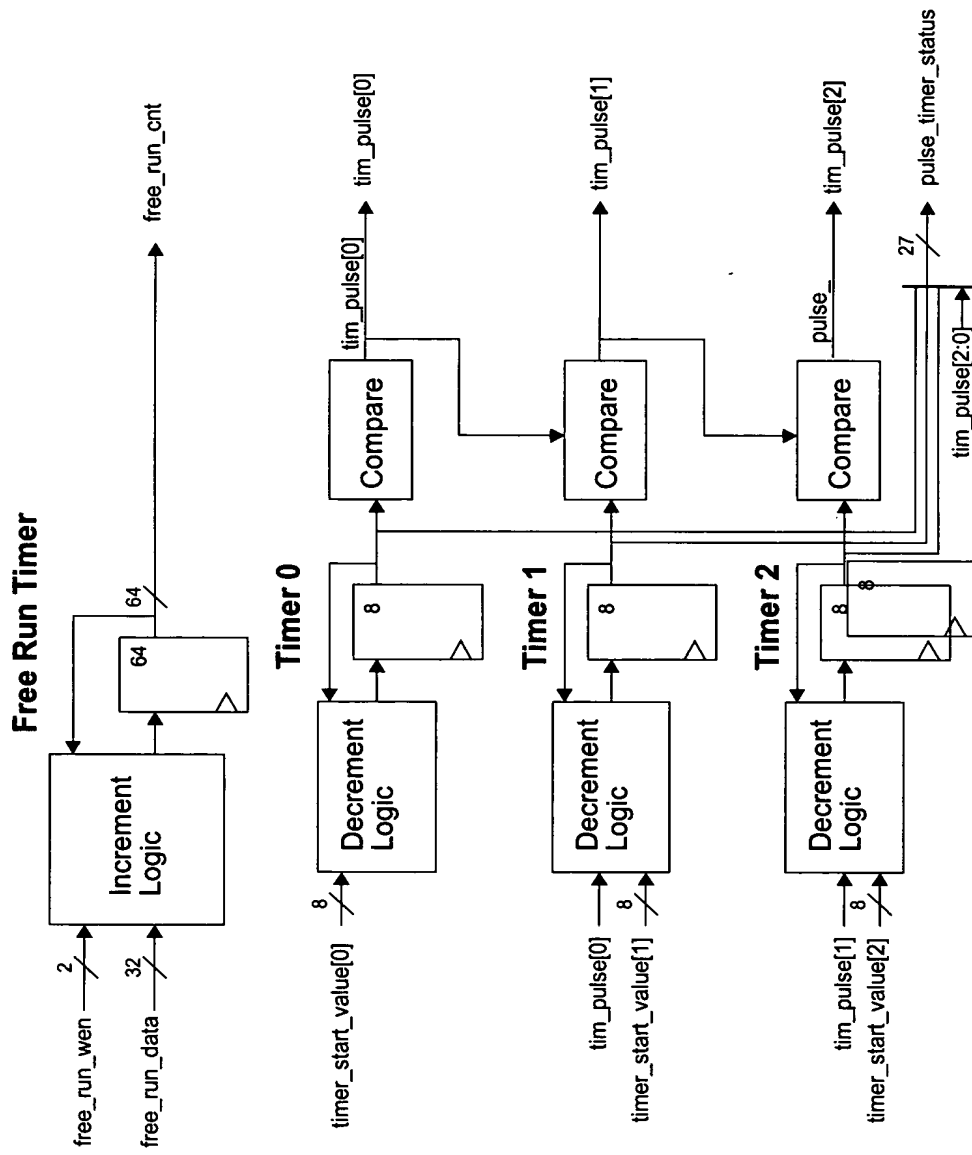 Free Run Timer
free_run_wen
2
free_run_data
32
Increment
Logic
64
64
free_run_cnt
Timer 0
timer_start_value[0]
8
Decrement
Logic
8
Compare
tim_pulse[0]
tim_pulse[0]
Timer 1
tim_pulse[0]
timer_start_value[1]
8
Decrement
Logic
8
Compare
tim_pulse[1]
Timer 2
tim_pulse[1]
timer_start_value[2]
8
Decrement
Logic
8
8
Compare
pulse_
tim_pulse[2]
27
pulse_timer_status
tim_pulse[2:0]